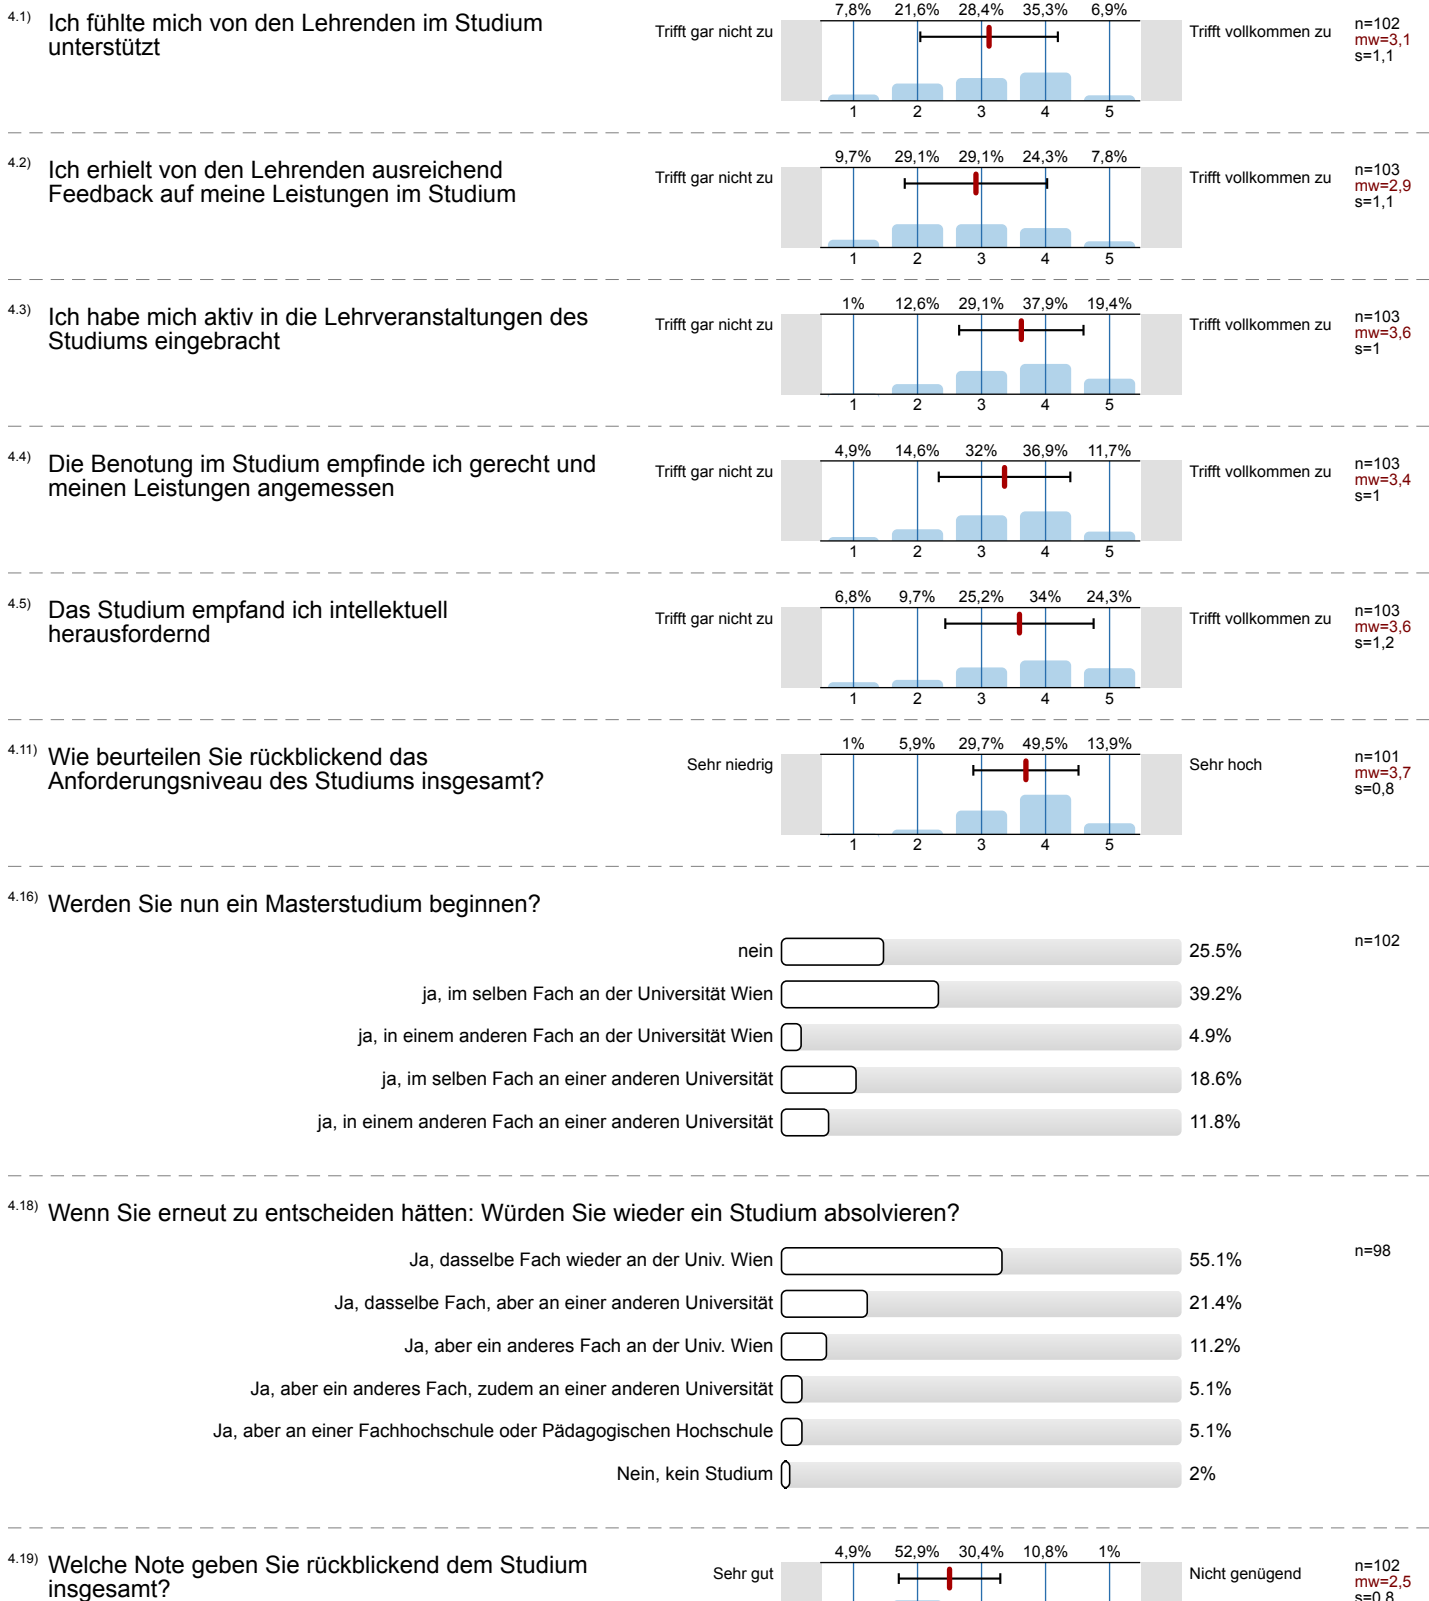 4.1) Ich fühlte mich von den Lehrenden im Studium
unterstützt
Trifft gar nicht zu
7,8% 21,6% 28,4% 35,3% 6,9%
1 2 3 4 5
Trifft vollkommen zu
n=102
mw=3,1
s=1,1
4.2) Ich erhielt von den Lehrenden ausreichend
Feedback auf meine Leistungen im Studium
Trifft gar nicht zu
9,7% 29,1% 29,1% 24,3% 7,8%
1 2 3 4 5
Trifft vollkommen zu
n=103
mw=2,9
s=1,1
4.3) Ich habe mich aktiv in die Lehrveranstaltungen des
Studiums eingebracht
Trifft gar nicht zu
1% 12,6% 29,1% 37,9% 19,4%
1 2 3 4 5
Trifft vollkommen zu
n=103
mw=3,6
s=1
4.4) Die Benotung im Studium empfinde ich gerecht und
meinen Leistungen angemessen
Trifft gar nicht zu
4,9% 14,6% 32% 36,9% 11,7%
1 2 3 4 5
Trifft vollkommen zu
n=103
mw=3,4
s=1
4.5) Das Studium empfand ich intellektuell
herausfordernd
Trifft gar nicht zu
6,8% 9,7% 25,2% 34% 24,3%
1 2 3 4 5
Trifft vollkommen zu
n=103
mw=3,6
s=1,2
4.11) Wie beurteilen Sie rückblickend das
Anforderungsniveau des Studiums insgesamt?
Sehr niedrig
1% 5,9% 29,7% 49,5% 13,9%
1 2 3 4 5
Sehr hoch
n=101
mw=3,7
s=0,8
4.16) Werden Sie nun ein Masterstudium beginnen?
nein 25.5% n=102
ja, im selben Fach an der Universität Wien 39.2%
ja, in einem anderen Fach an der Universität Wien 4.9%
ja, im selben Fach an einer anderen Universität 18.6%
ja, in einem anderen Fach an einer anderen Universität 11.8%
4.18) Wenn Sie erneut zu entscheiden hätten: Würden Sie wieder ein Studium absolvieren?
Ja, dasselbe Fach wieder an der Univ. Wien 55.1% n=98
Ja, dasselbe Fach, aber an einer anderen Universität 21.4%
Ja, aber ein anderes Fach an der Univ. Wien 11.2%
Ja, aber ein anderes Fach, zudem an einer anderen Universität 5.1%
Ja, aber an einer Fachhochschule oder Pädagogischen Hochschule 5.1%
Nein, kein Studium 2%
4.19) Welche Note geben Sie rückblickend dem Studium
insgesamt?
Sehr gut
4,9% 52,9% 30,4% 10,8% 1%
Nicht genügend
n=102
mw=2,5
s=0,8